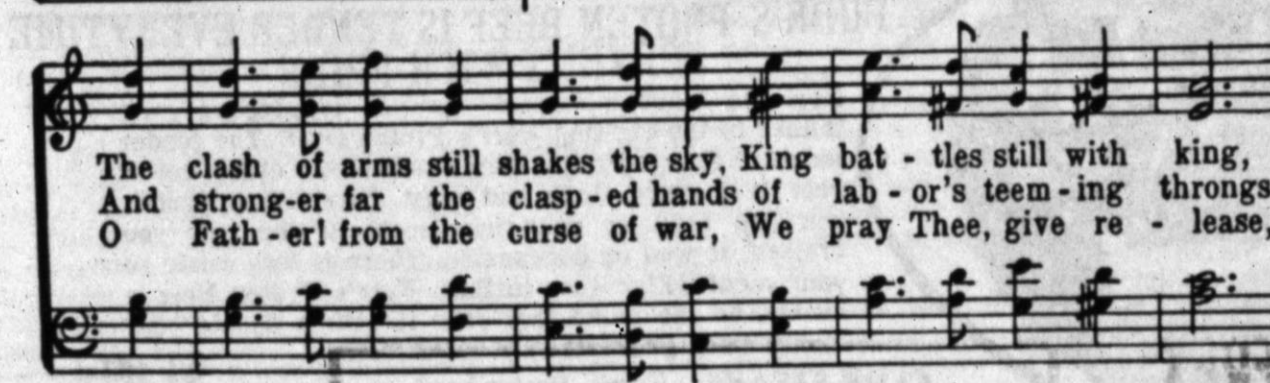 The clash of arms still shakes the sky, King bat - tles still with king,
And strong-er far the clasp-ed hands of lab - or's teem-ing throngs
O Fath-er! from the curse of war, We pray Thee, give re - lease,